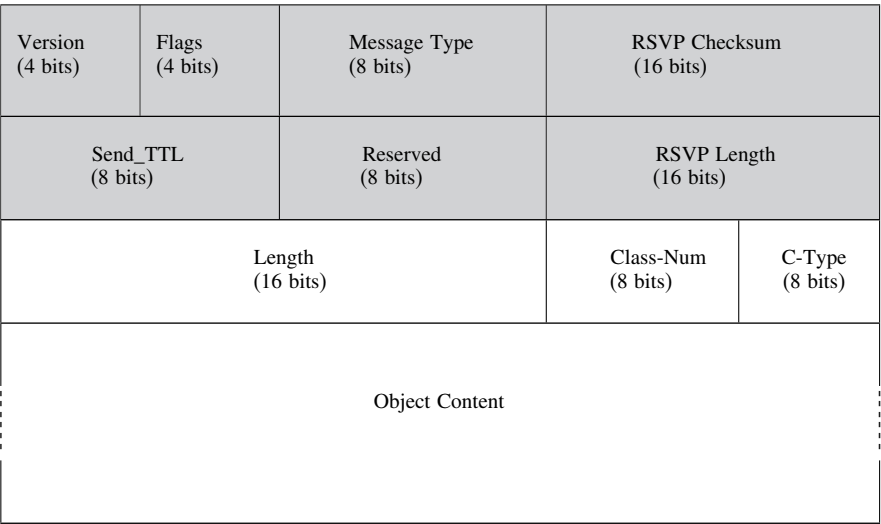 Version
(4 bits)
Flags
(4 bits)
Message Type
(8 bits)
RSVP Checksum
(16 bits)
Send_TTL
(8 bits)
Reserved
(8 bits)
RSVP Length
(16 bits)
Length
(16 bits)
Class-Num
(8 bits)
C-Type
(8 bits)
Object Content